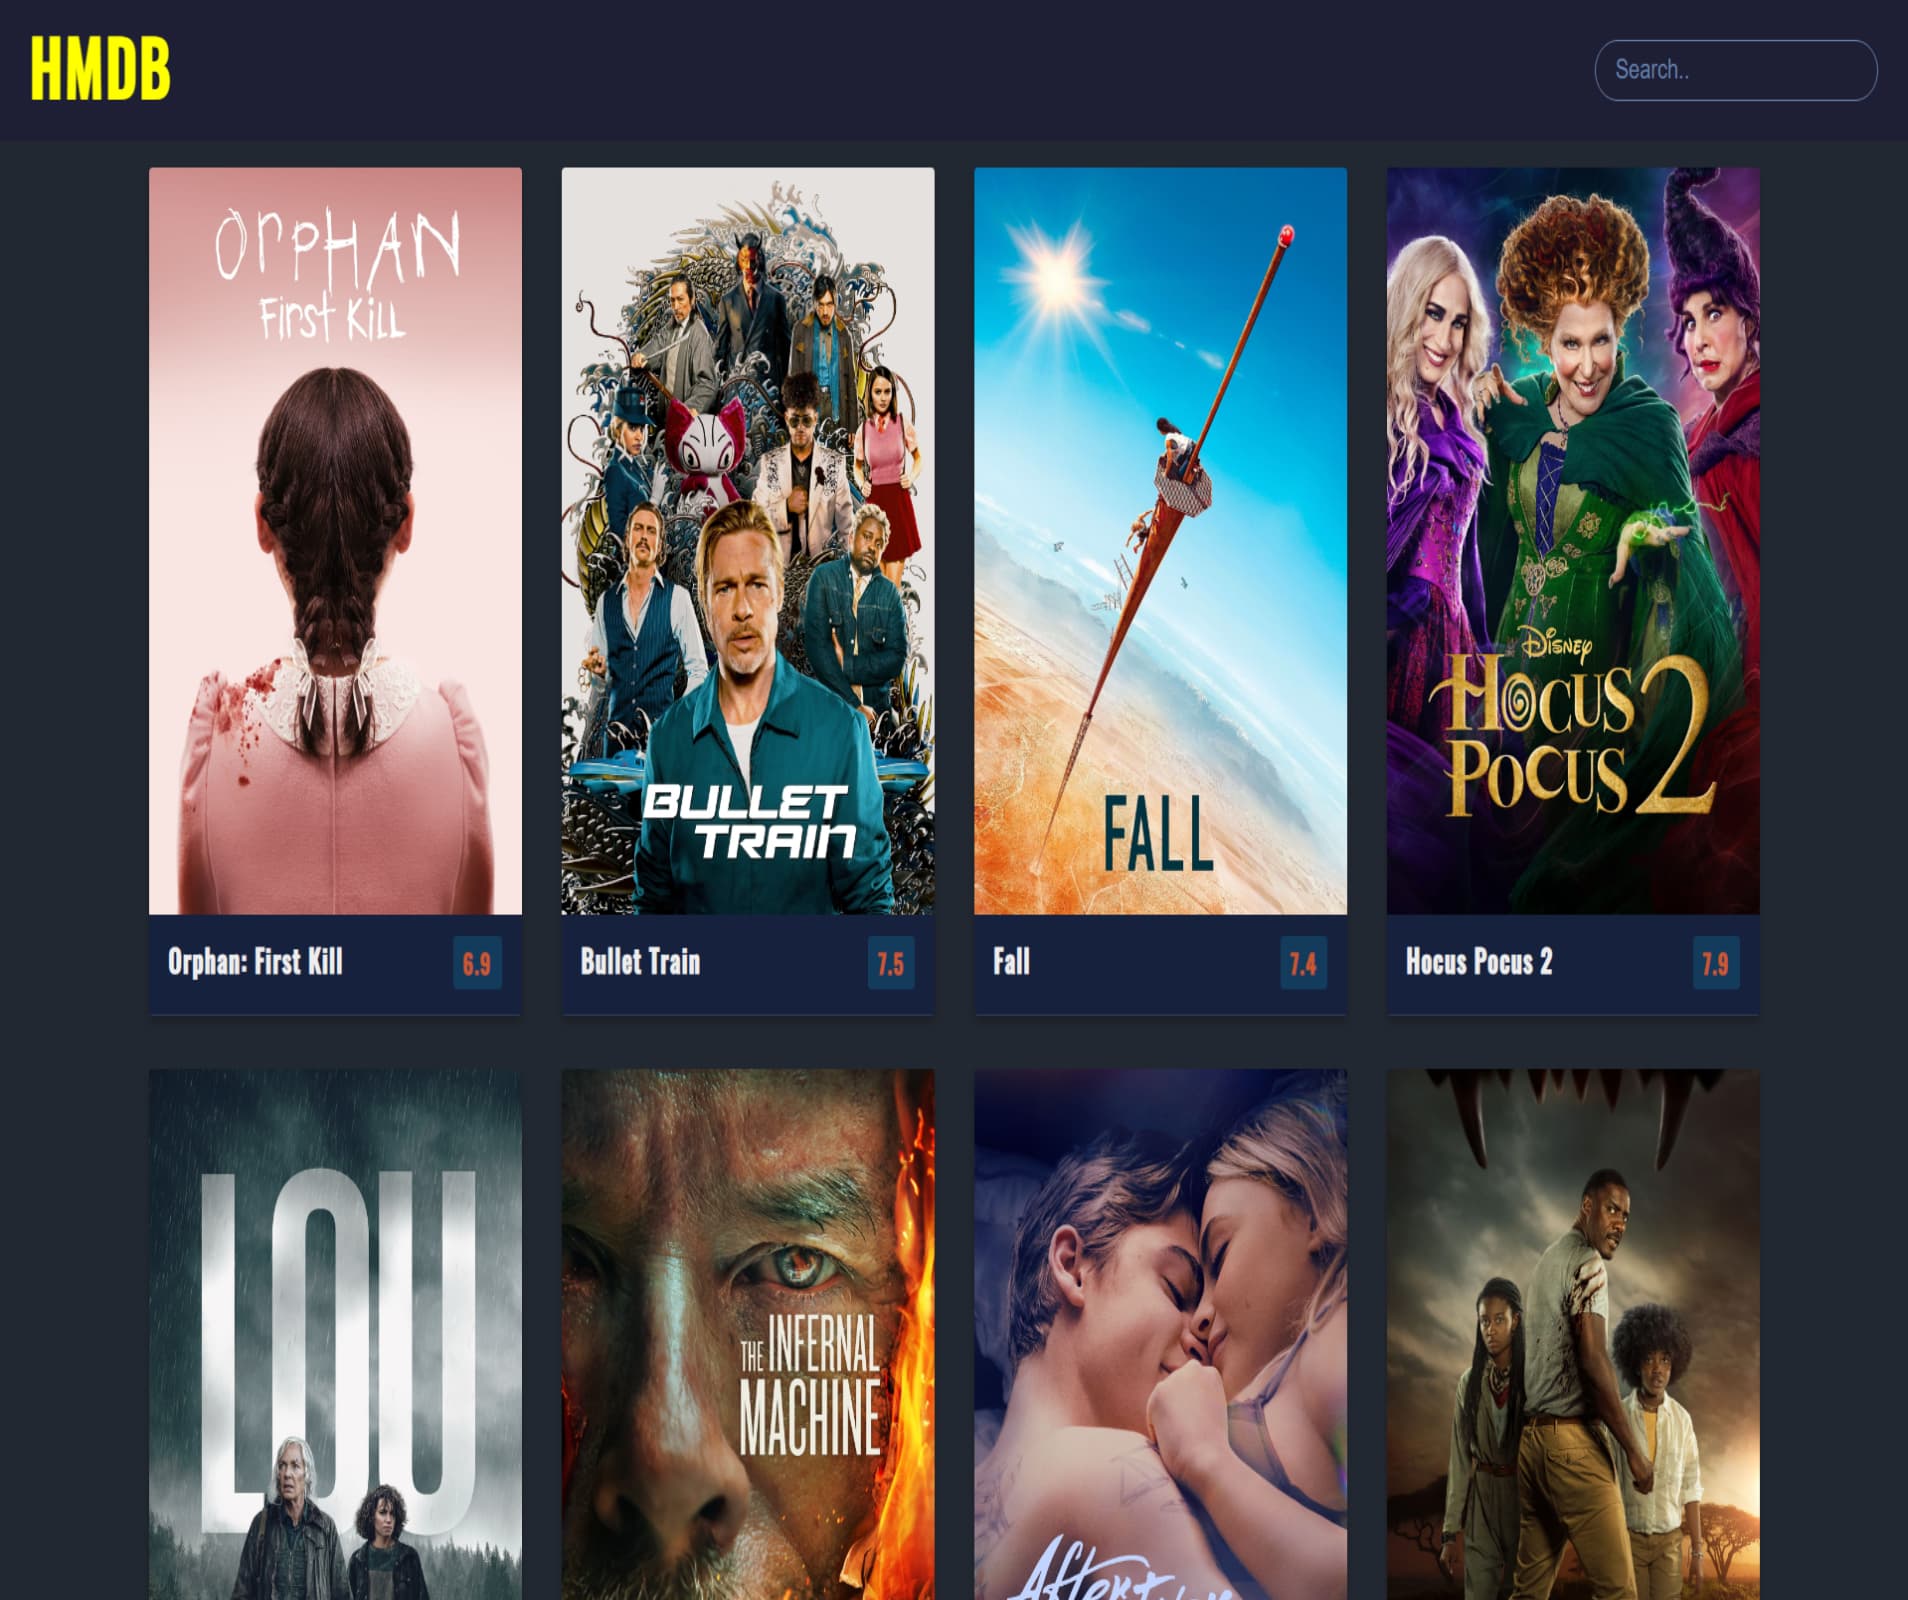 HMDB
Search..
OrPHAN
First KiLL
BULLET
TRAIN
FALL
Disney
HOCUS
POCUS 2
Orphan: First Kill
6.9
Bullet Train
7.5
Fall
7.4
Hocus Pocus 2
7.9
LOU
THE INFERNAL
MACHINE
After